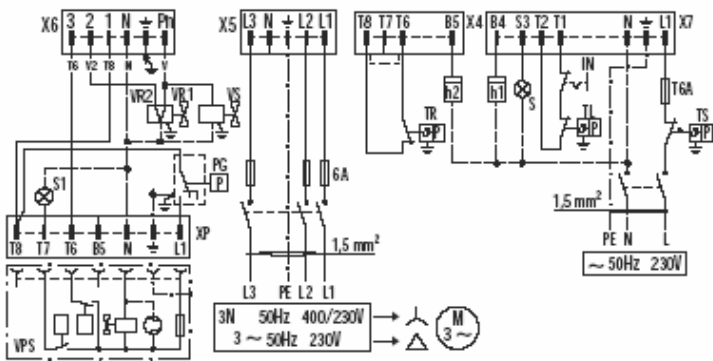 X6 3 2 1 N Ph X5 L3 N L2 L1 T8 T7 T6 B5 X4 B4 S3 T2 T1 N L1 X7
T6 V2 T8 N V
IN
h2 h1 S T6A
VR2 VR1 VS
TR P TL P TS P
PG P
S1 6A
XP 1,5 mm²
T8 T7 T6 B5 N L1 1,5 mm²
PE N L
~ 50Hz 230V
L3 PE L2 L1
VPS
3N 50Hz 400/230V
3 ~ 50Hz 230V
M
3~